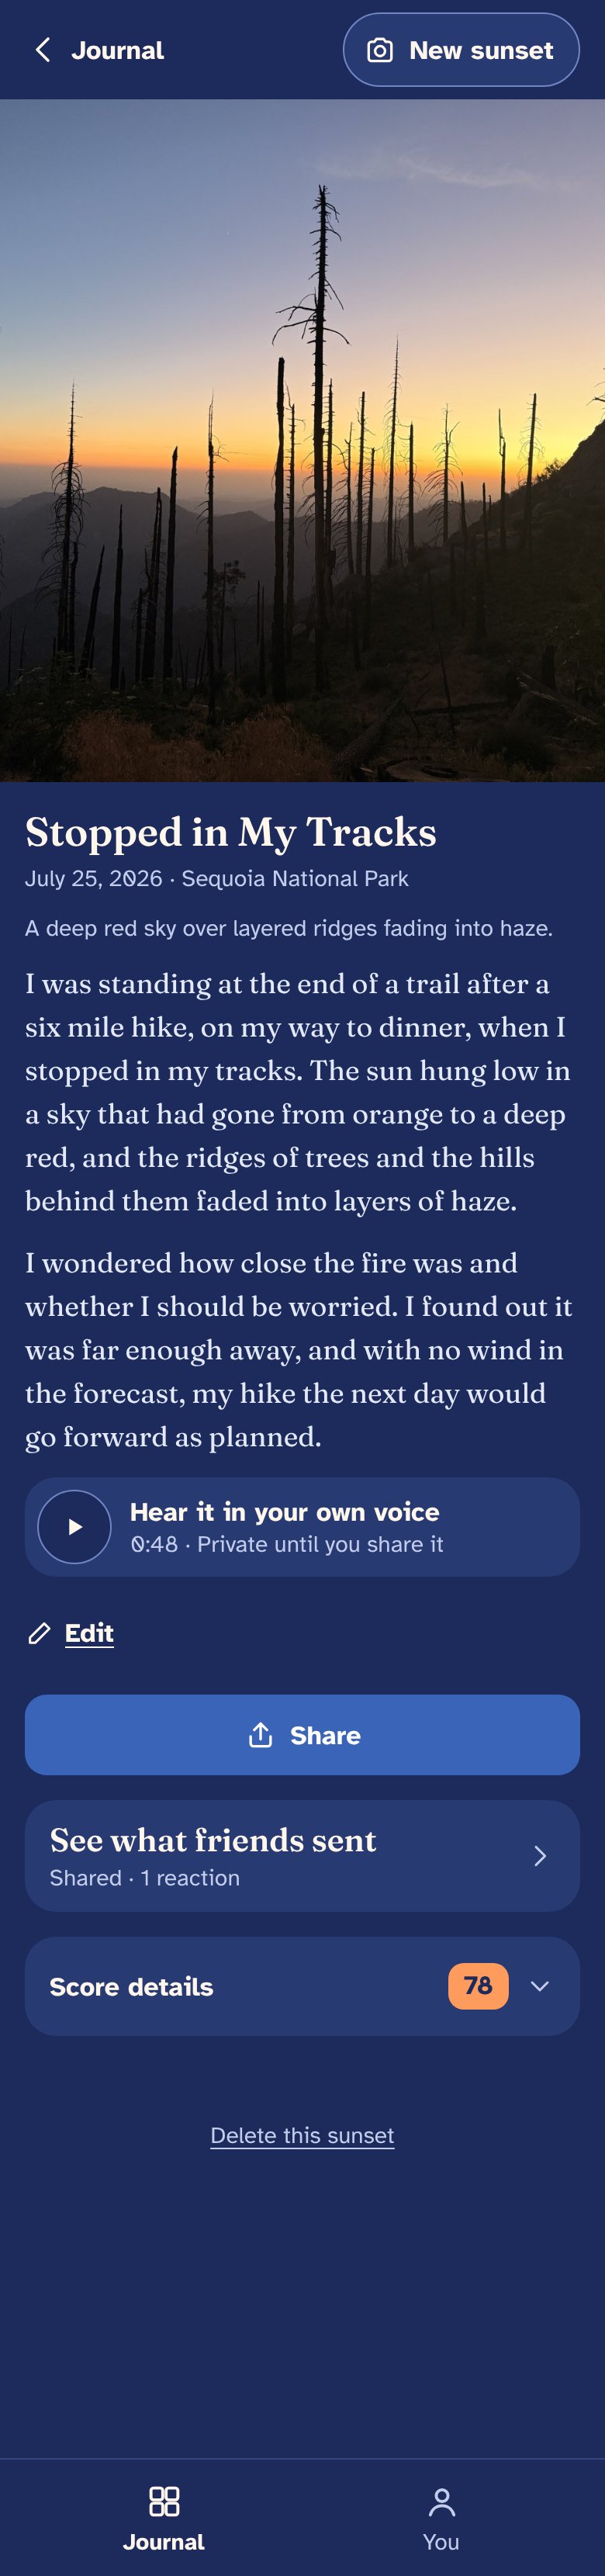 Journal
New sunset
Stopped in My Tracks
July 25, 2026 · Sequoia National Park
A deep red sky over layered ridges fading into haze.
I was standing at the end of a trail after a
six mile hike, on my way to dinner, when I
stopped in my tracks. The sun hung low in
a sky that had gone from orange to a deep
red, and the ridges of trees and the hills
behind them faded into layers of haze.
I wondered how close the fire was and
whether I should be worried. I found out it
was far enough away, and with no wind in
the forecast, my hike the next day would
go forward as planned.
Hear it in your own voice
0:48 · Private until you share it
Edit
Share
See what friends sent
Shared · 1 reaction
Score details
78
Delete this sunset
Journal
You